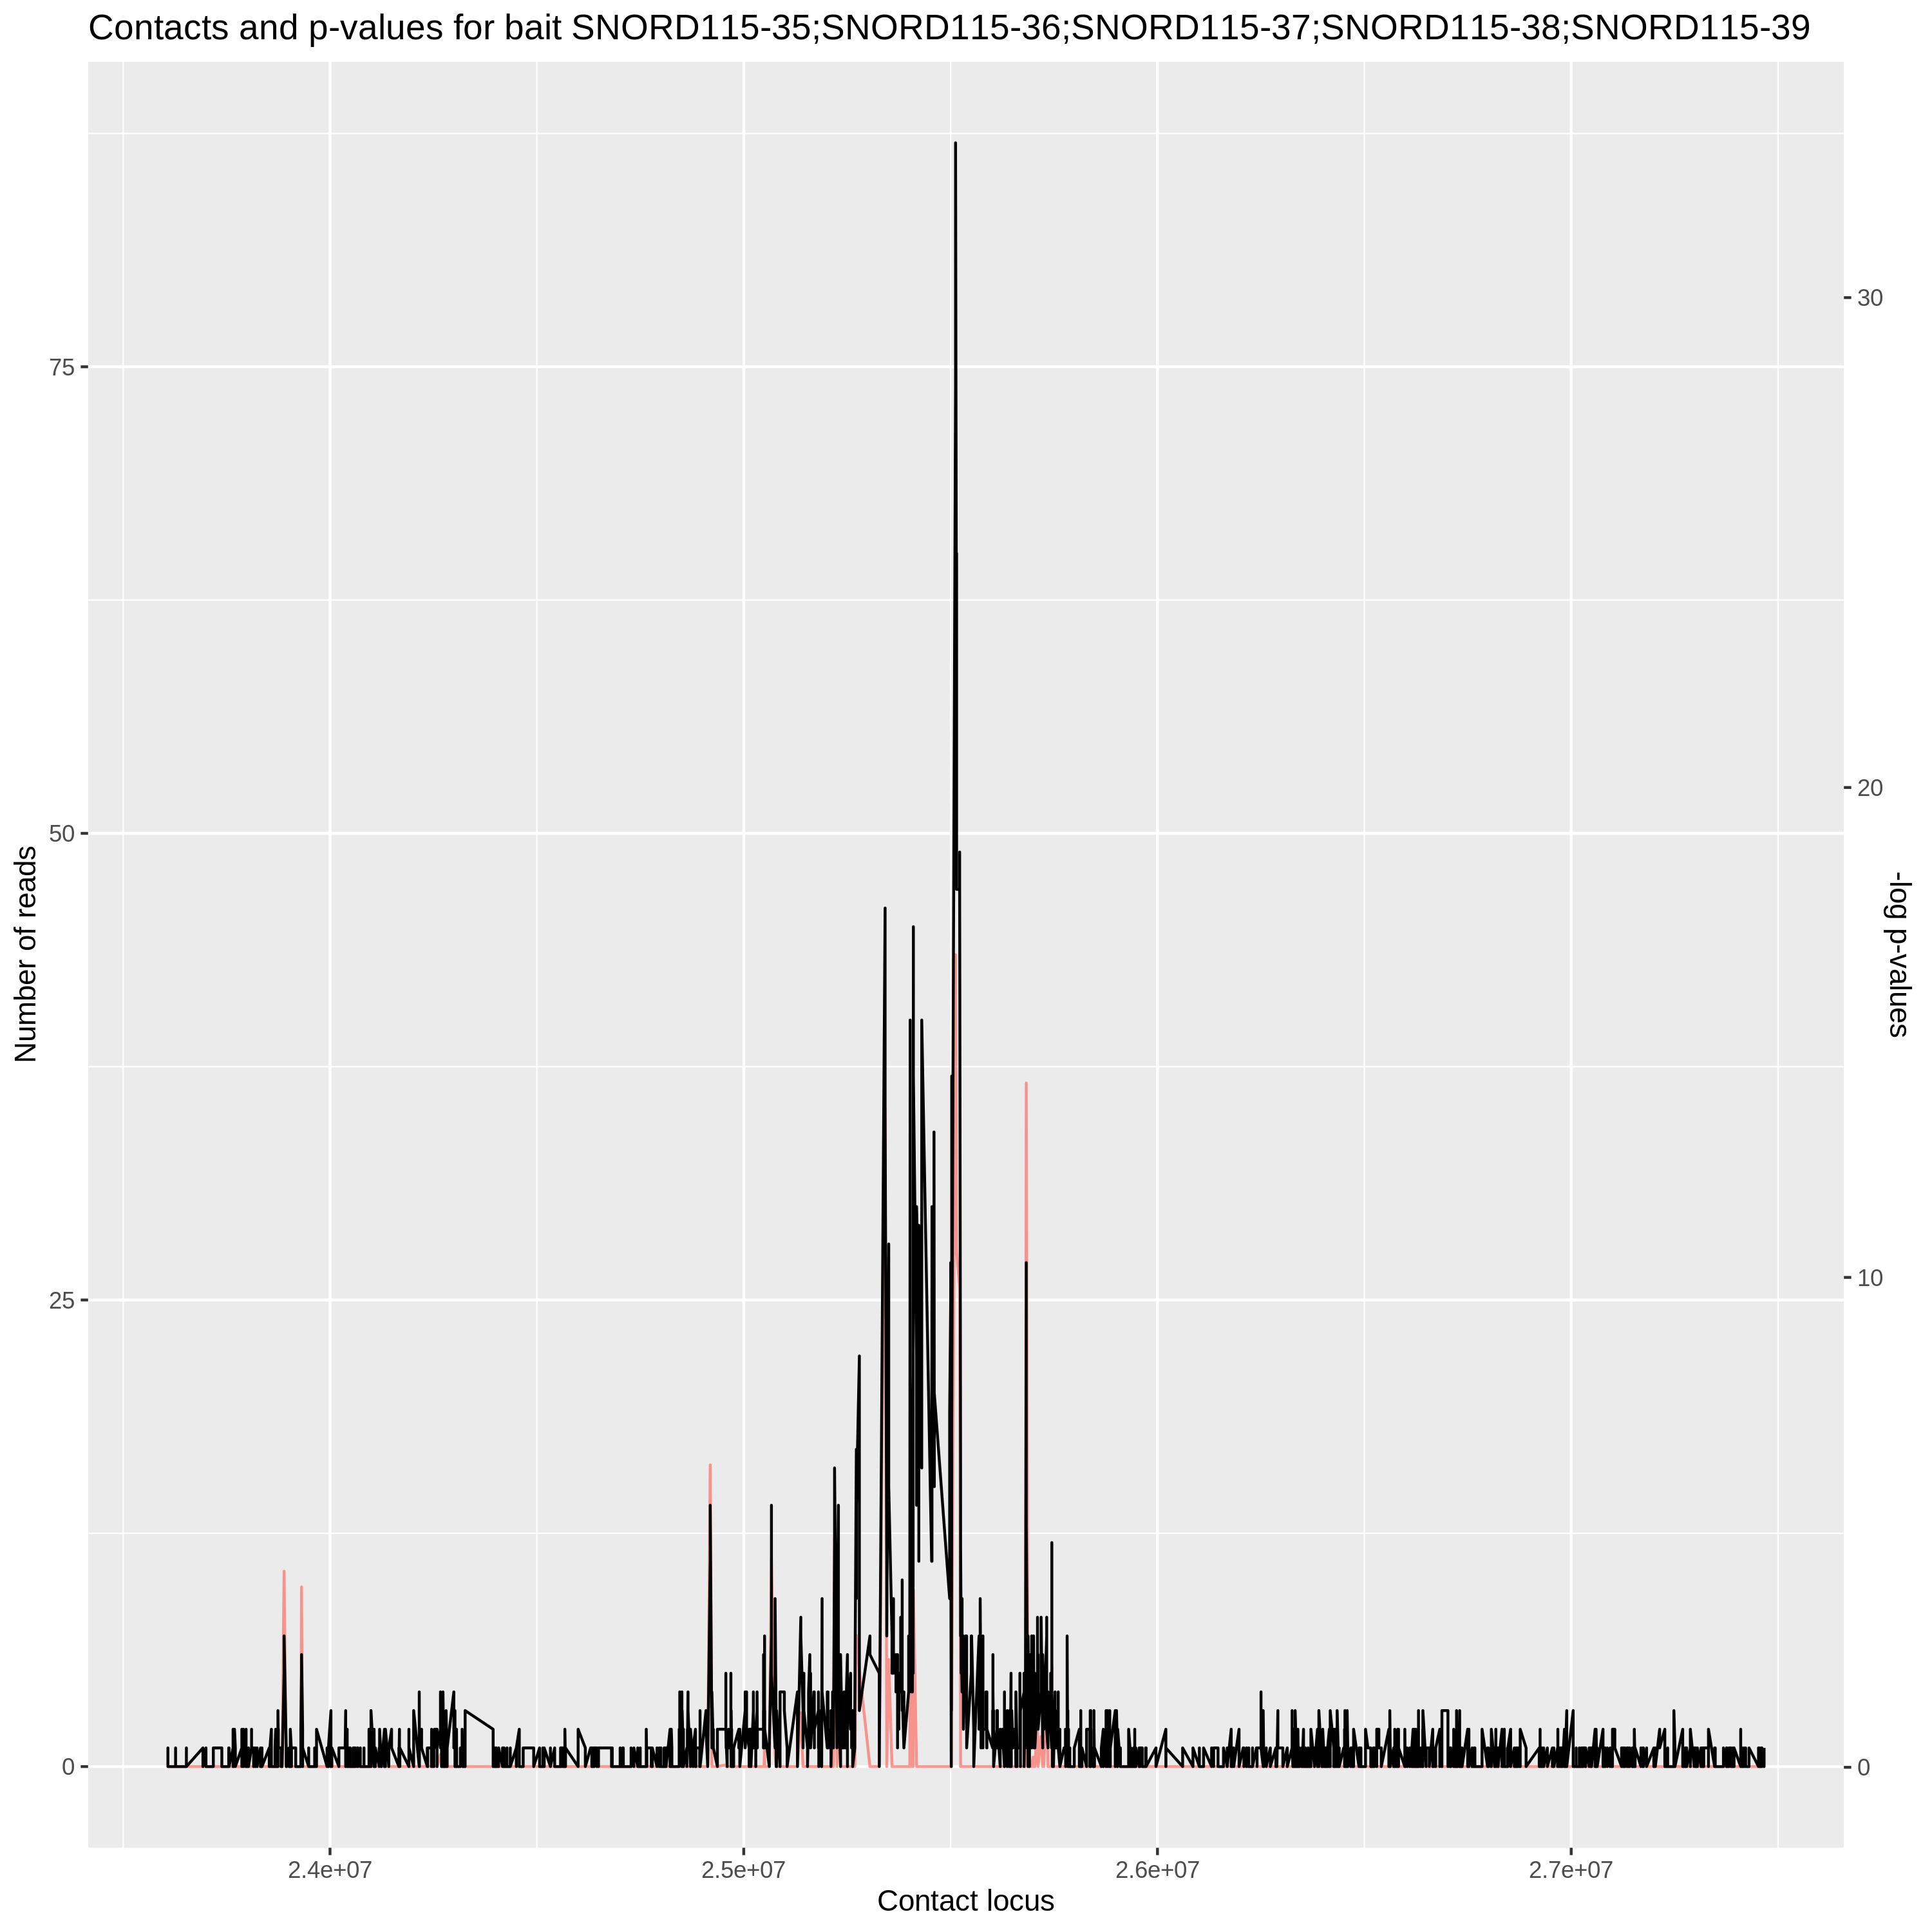 Contacts and p-values for bait SNORD115-35;SNORD115-36;SNORD115-37;SNORD115-38;SNORD115-39
75
50
25
0
Number of reads
30
20
10
0
-log p-values
2.4e+07
2.5e+07
2.6e+07
2.7e+07
Contact locus